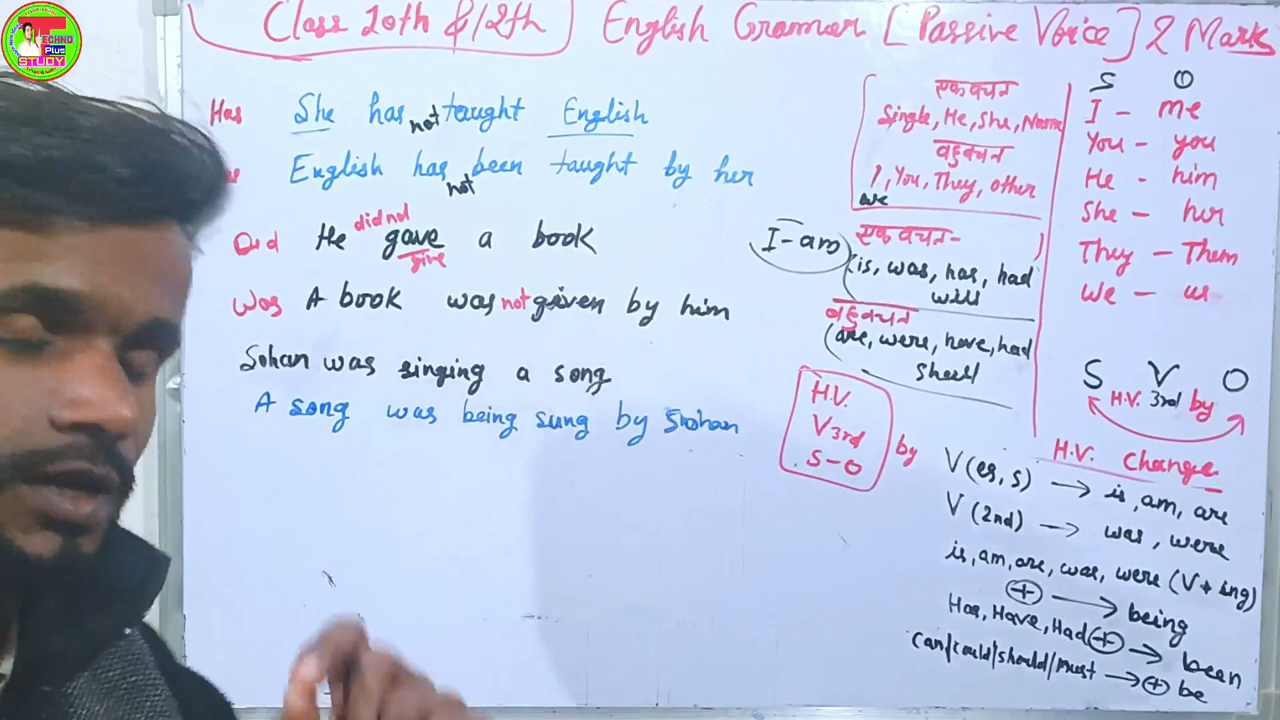 TECHNO
Plus
STUDY
Class 10th & 12th English Grammar [Passive Voice] 2 Mark
Has She has not taught English
English has not been taught by her
Did He did not gave a book
give
Was A book was not given by him
Sohan was singing a song
A song was being sung by Sohan
एकवचन
Single, He, She, Name
बहुवचन
I, You, They, other
we
I-am
एकवचन-
(is, was, has, had
will
बहुवचन
(are, were, have, had
shall
H.V.
V 3rd
S-O
by
S O
I - me
You - you
He - him
She - her
They - Them
We - us
S V O
H.V. 3rd by
H.V. Change
V(es, s) → is, am, are
V(2nd) → was, were
is, am, are, was, were (V+ing)
+ → being
Has, Have, Had + → been
can/could/should/must → + be